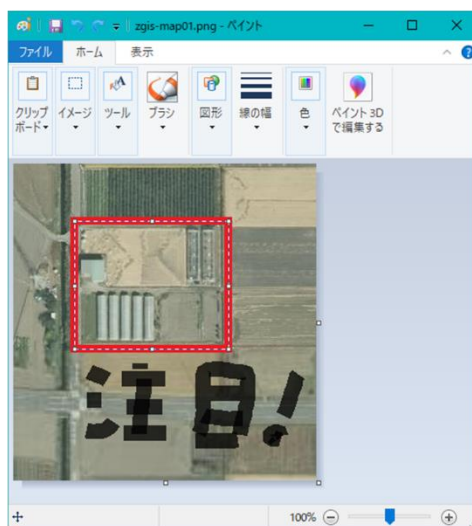 zgis-map01.png - ペイント
ファイル ホーム 表示
クリップボード イメージ ツール ブラシ 図形 線の幅 色 ペイント 3D で編集する
注目!
100%